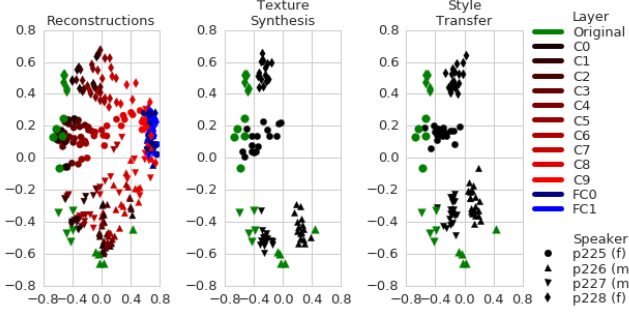 Reconstructions
Texture
Synthesis
Style
Transfer
0.8
0.6
0.4
0.2
0.0
−0.2
−0.4
−0.6
−0.8
−0.8 −0.4 0.0 0.4 0.8
0.8
0.6
0.4
0.2
0.0
−0.2
−0.4
−0.6
−0.8
−0.8 −0.4 0.0 0.4 0.8
0.8
0.6
0.4
0.2
0.0
−0.2
−0.4
−0.6
−0.8
−0.8 −0.4 0.0 0.4 0.8
Layer
Original
C0
C1
C2
C3
C4
C5
C6
C7
C8
C9
FC0
FC1
Speaker
p225 (f)
p226 (m
p227 (m
p228 (f)